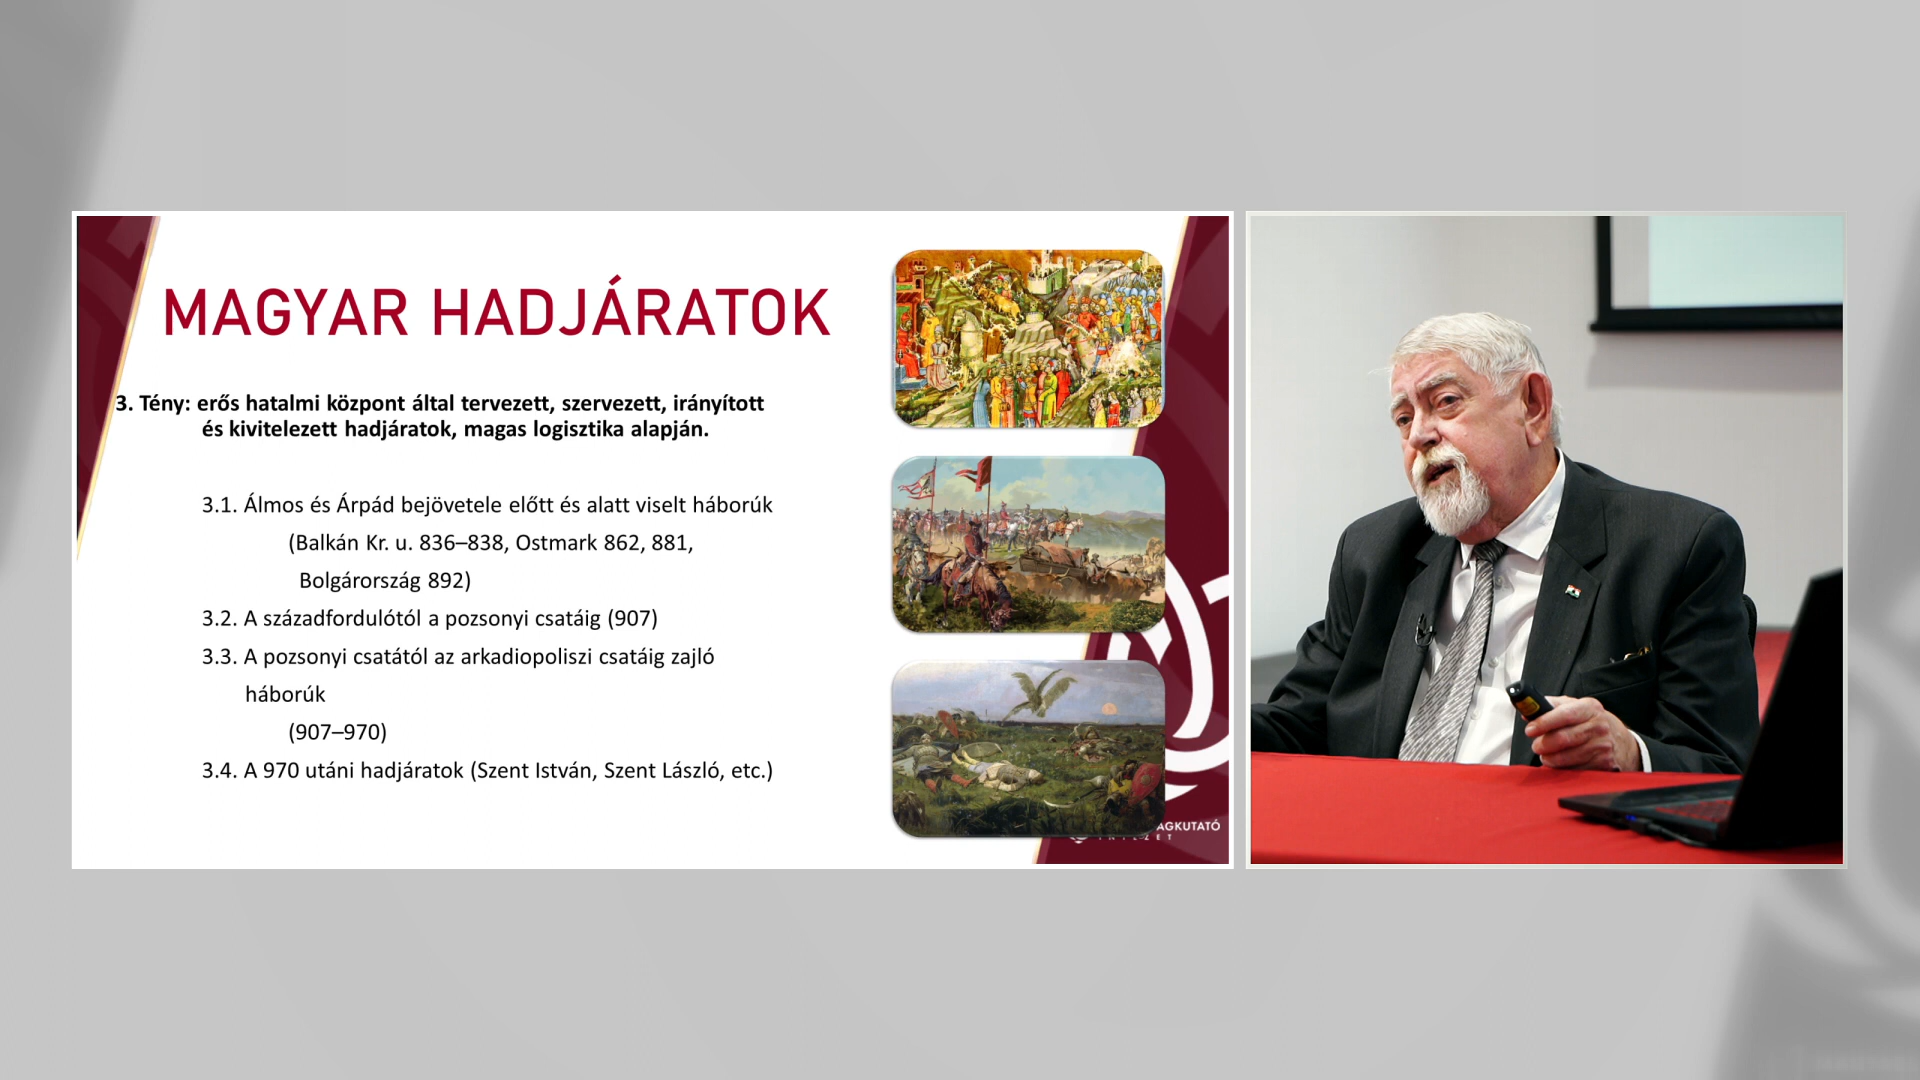 MAGYAR HADJÁRATOK
3. Tény: erős hatalmi központ által tervezett, szervezett, irányított
és kivitelezett hadjáratok, magas logisztika alapján.
3.1. Álmos és Árpád bejövetele előtt és alatt viselt háborúk
(Balkán Kr. u. 836–838, Ostmark 862, 881,
Bolgárország 892)
3.2. A századfordulótól a pozsonyi csatáig (907)
3.3. A pozsonyi csatától az arkadiopoliszi csatáig zajló
háborúk
(907–970)
3.4. A 970 utáni hadjáratok (Szent István, Szent László, etc.)
AGKUTATÓ